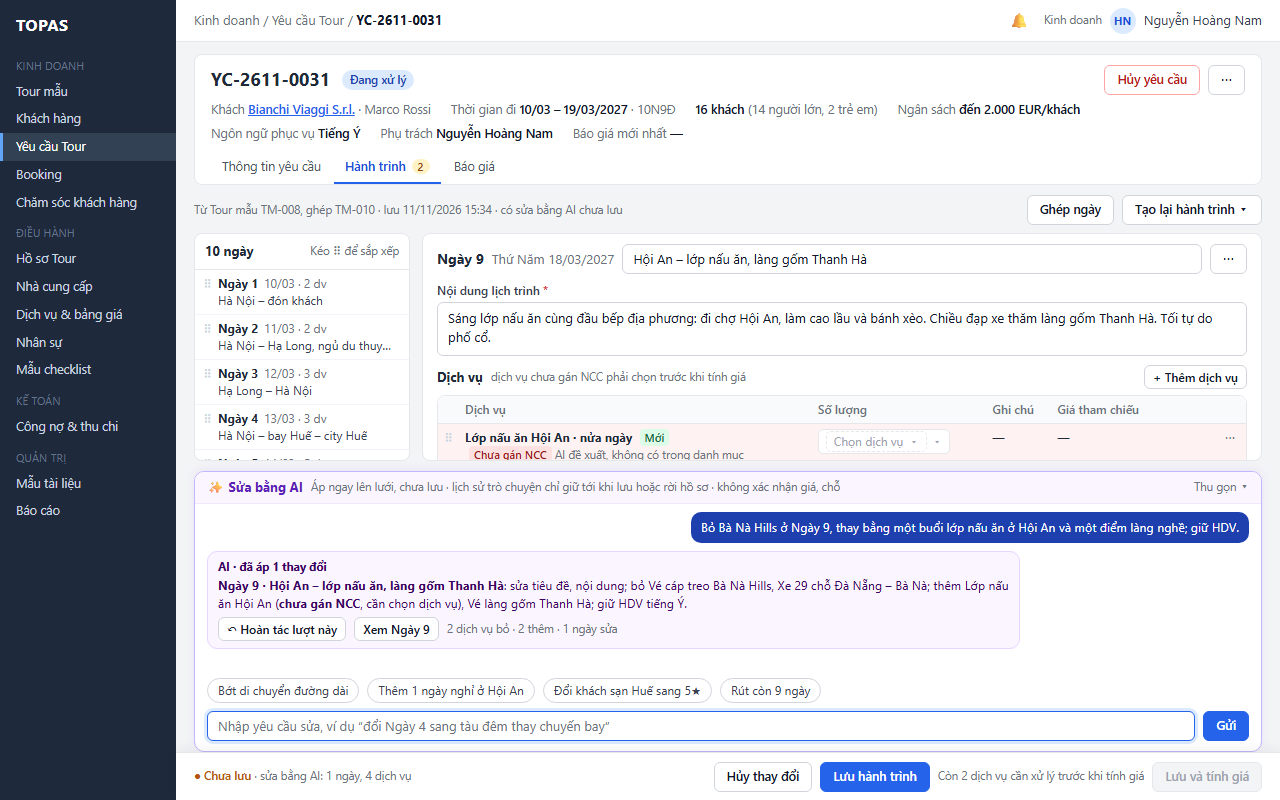 TOPAS
KINH DOANH
Tour mẫu
Khách hàng
Yêu cầu Tour
Booking
Chăm sóc khách hàng
ĐIỀU HÀNH
Hồ sơ Tour
Nhà cung cấp
Dịch vụ & bảng giá
Nhân sự
Mẫu checklist
KẾ TOÁN
Công nợ & thu chi
QUẢN TRỊ
Mẫu tài liệu
Báo cáo
Kinh doanh / Yêu cầu Tour / YC-2611-0031
Kinh doanh HN Nguyễn Hoàng Nam
YC-2611-0031 Đang xử lý
Hủy yêu cầu ...
Khách Bianchi Viaggi S.r.l. · Marco Rossi Thời gian đi 10/03 – 19/03/2027 · 10N9Đ 16 khách (14 người lớn, 2 trẻ em) Ngân sách đến 2.000 EUR/khách
Ngôn ngữ phục vụ Tiếng Ý Phụ trách Nguyễn Hoàng Nam Báo giá mới nhất —
Thông tin yêu cầu Hành trình 2 Báo giá
Từ Tour mẫu TM-008, ghép TM-010 · lưu 11/11/2026 15:34 · có sửa bằng AI chưa lưu
Ghép ngày Tạo lại hành trình
10 ngày Kéo ⠿ để sắp xếp
Ngày 1 10/03 · 2 dv
Hà Nội – đón khách
Ngày 2 11/03 · 2 dv
Hà Nội – Hạ Long, ngủ du thuy...
Ngày 3 12/03 · 3 dv
Hạ Long – Hà Nội
Ngày 4 13/03 · 3 dv
Hà Nội – bay Huế – city Huế
Ngày 9 Thứ Năm 18/03/2027 Hội An – lớp nấu ăn, làng gốm Thanh Hà ...
Nội dung lịch trình *
Sáng lớp nấu ăn cùng đầu bếp địa phương: đi chợ Hội An, làm cao lầu và bánh xèo. Chiều đạp xe thăm làng gốm Thanh Hà. Tối tự do
phố cổ.
Dịch vụ dịch vụ chưa gán NCC phải chọn trước khi tính giá + Thêm dịch vụ
Dịch vụ Số lượng Ghi chú Giá tham chiếu
Lớp nấu ăn Hội An · nửa ngày Mới Chọn dịch vụ — — ...
Chưa gán NCC AI đề xuất, không có trong danh mục
Sửa bằng AI Áp ngay lên lưới, chưa lưu · lịch sử trò chuyện chỉ giữ tới khi lưu hoặc rời hồ sơ · không xác nhận giá, chỗ Thu gọn
Bỏ Bà Nà Hills ở Ngày 9, thay bằng một buổi lớp nấu ăn ở Hội An và một điểm làng nghề; giữ HDV.
AI · đã áp 1 thay đổi
Ngày 9 · Hội An – lớp nấu ăn, làng gốm Thanh Hà: sửa tiêu đề, nội dung; bỏ Vé cáp treo Bà Nà Hills, Xe 29 chỗ Đà Nẵng – Bà Nà; thêm Lớp nấu
ăn Hội An (chưa gán NCC, cần chọn dịch vụ), Vé làng gốm Thanh Hà; giữ HDV tiếng Ý.
↶ Hoàn tác lượt này Xem Ngày 9 2 dịch vụ bỏ · 2 thêm · 1 ngày sửa
Bớt di chuyển đường dài Thêm 1 ngày nghỉ ở Hội An Đổi khách sạn Huế sang 5★ Rút còn 9 ngày
Nhập yêu cầu sửa, ví dụ “đổi Ngày 4 sang tàu đêm thay chuyến bay” Gửi
● Chưa lưu · sửa bằng AI: 1 ngày, 4 dịch vụ Hủy thay đổi Lưu hành trình Còn 2 dịch vụ cần xử lý trước khi tính giá Lưu và tính giá